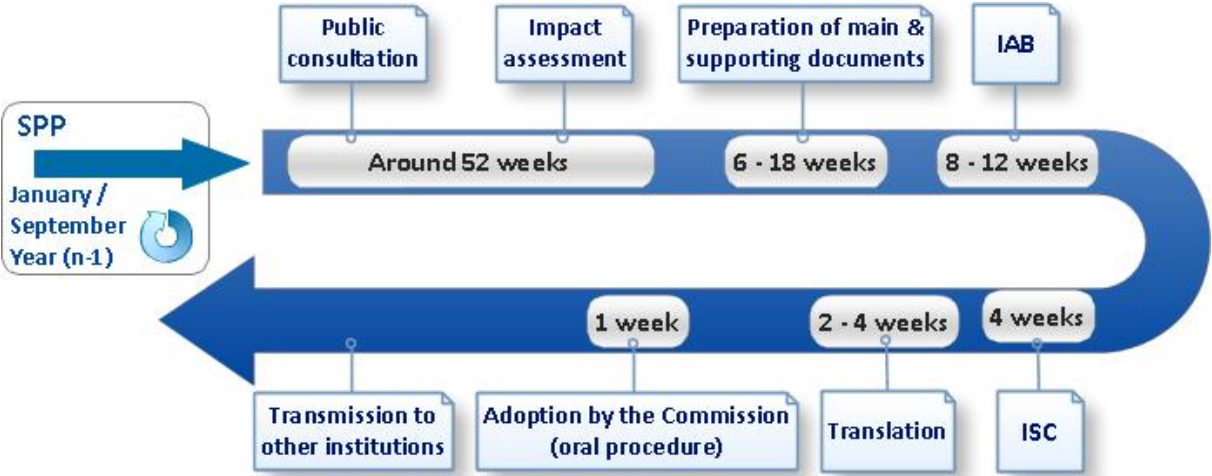 Public
consultation
Impact
assessment
Preparation of main &
supporting documents
IAB
SPP
January /
September
Year (n-1)
Around 52 weeks
6 - 18 weeks
8 - 12 weeks
4 weeks
2 - 4 weeks
1 week
ISC
Translation
Adoption by the Commission
(oral procedure)
Transmission to
other institutions